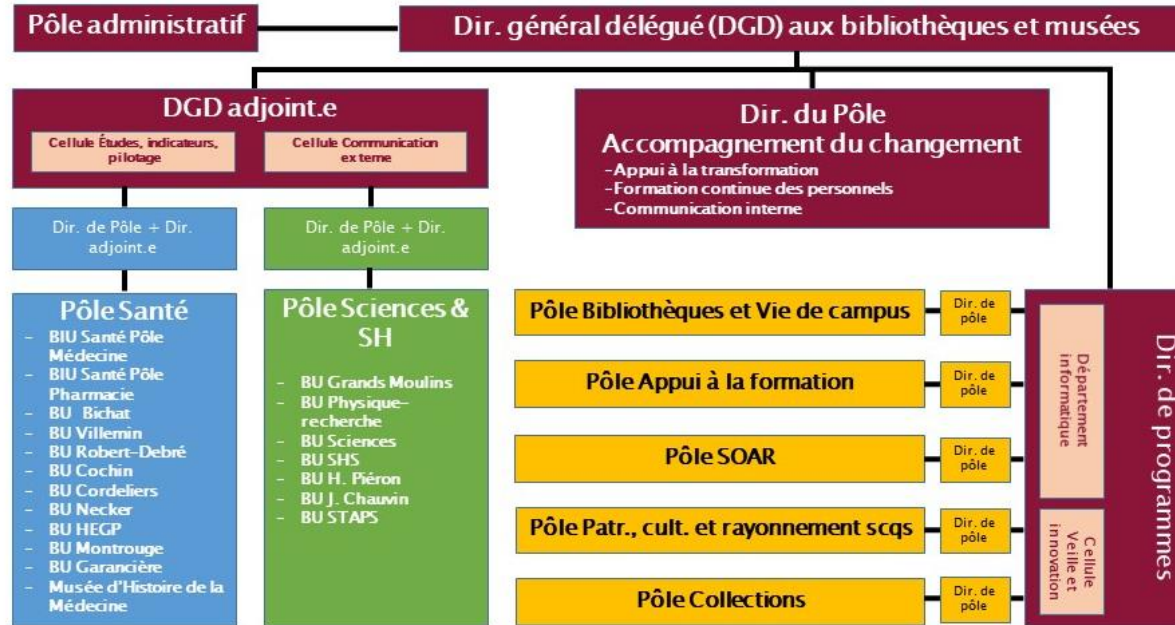 Pôle administratif
Dir. général délégué (DGD) aux bibliothèques et musées
DGD adjoint.e
Cellule Études, indicateurs,
pilotage
Cellule Communication
externe
Dir. du Pôle
Accompagnement du changement
-Appui à la transformation
-Formation continue des personnels
-Communication interne
Dir. de Pôle + Dir.
adjoint.e
Dir. de Pôle + Dir.
adjoint.e
Pôle Santé
- BIU Santé Pôle
Médecine
- BIU Santé Pôle
Pharmacie
- BU Bichat
- BU Villemin
- BU Robert-Debré
- BU Cochin
- BU Cordeliers
- BU Necker
- BU HEGP
- BU Montrouge
- BU Garancière
- Musée d'Histoire de la
Médecine
Pôle Sciences &
SH
- BU Grands Moulins
- BU Physique-
recherche
- BU Sciences
- BU SHS
- BU H. Piéron
- BU J. Chauvin
- BU STAPS
Pôle Bibliothèques et Vie de campus
Dir. de
pôle
Pôle Appui à la formation
Dir. de
pôle
Pôle SOAR
Dir. de
pôle
Pôle Patr., cult. et rayonnement scqs
Dir. de
pôle
Pôle Collections
Dir. de
pôle
Département
informatique
Cellule
Veille et
innovation
Dir. de programmes